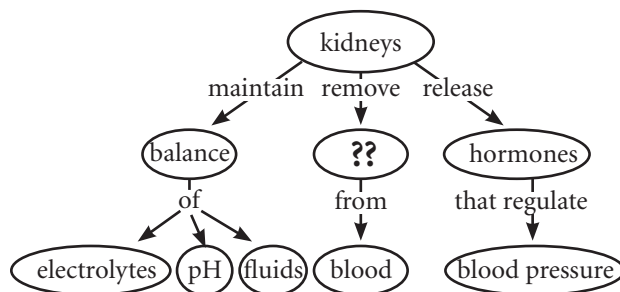 kidneys
maintain remove release
balance ?? hormones
of from that regulate
electrolytes pH fluids blood blood pressure